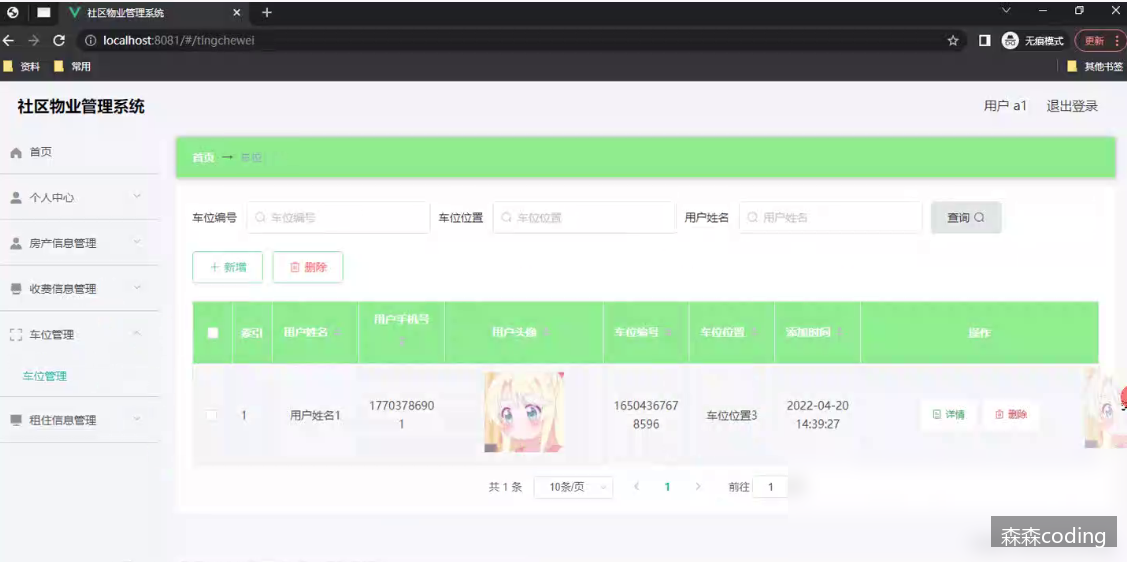 社区物业管理系统
localhost:8081/#/tingchewei
无痕模式
更新
资料
常用
其他书签
社区物业管理系统
用户 a1
退出登录
首页
个人中心
房产信息管理
收费信息管理
车位管理
车位管理
租住信息管理
首页
车位
车位编号
车位编号
车位位置
车位位置
用户姓名
用户姓名
查询
新增
删除
索引
用户姓名
用户手机号
用户头像
车位编号
车位位置
添加时间
操作
1
用户姓名1
1770378690
1
1650436767
8596
车位位置3
2022-04-20
14:39:27
详情
删除
共 1 条
10条/页
1
前往
1
森森coding